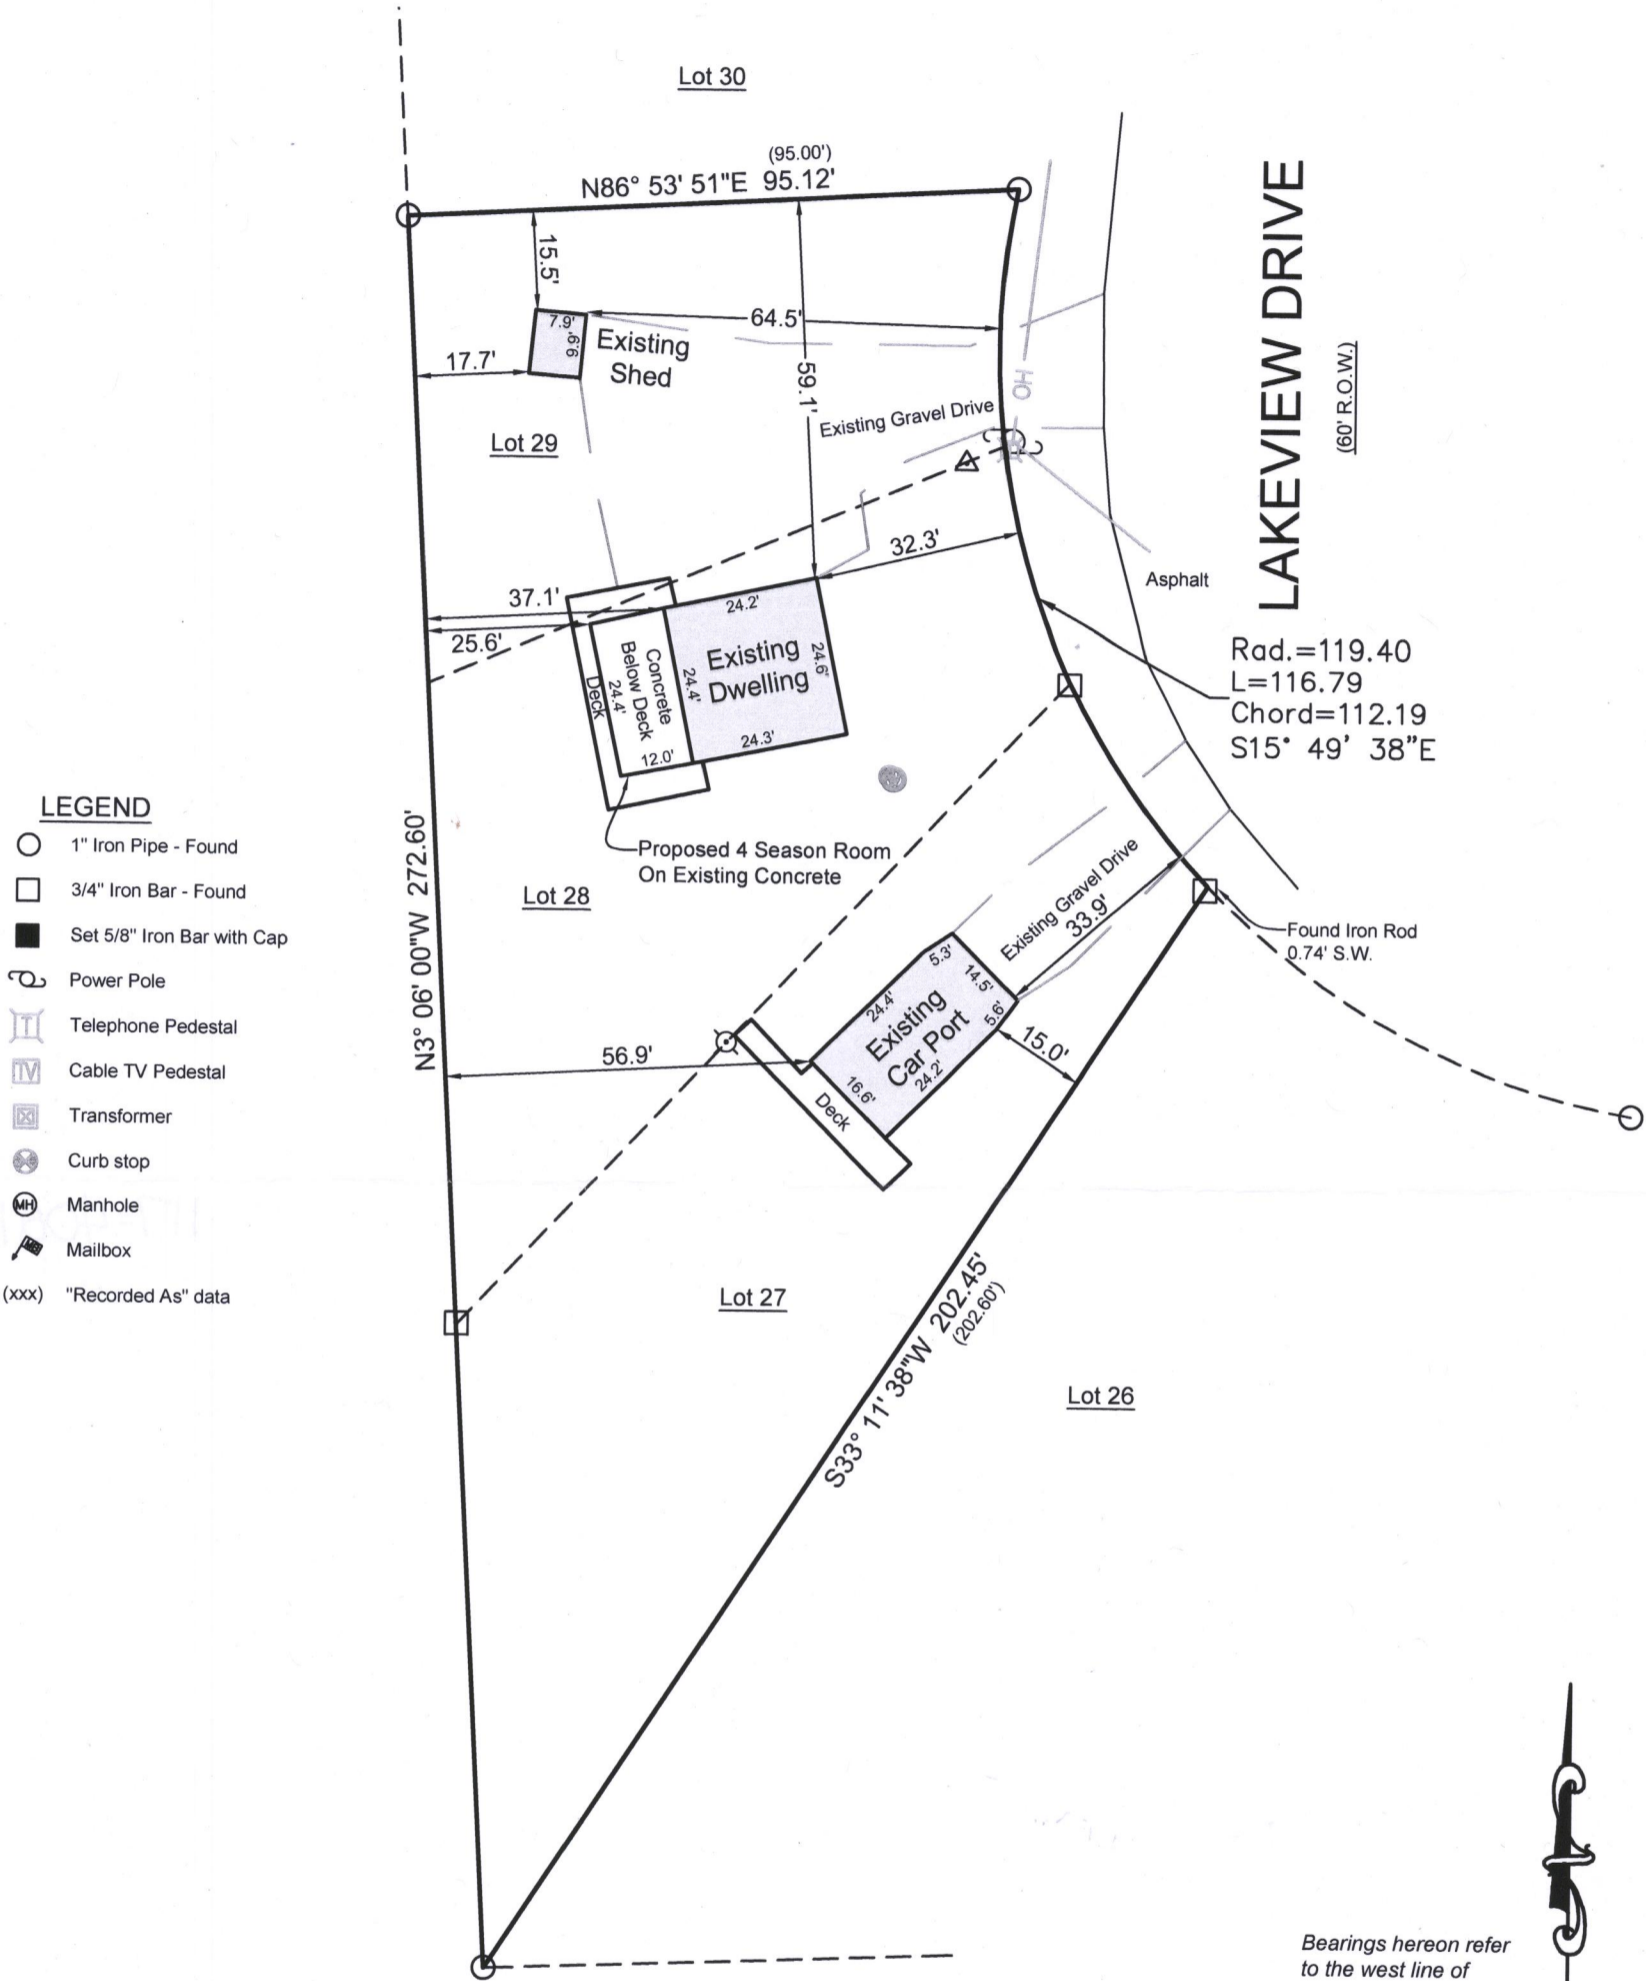 Lot 30
(95.00')
N86° 53' 51"E 95.12'
15.5'
64.5'
7.9'
9.9'
Existing
Shed
17.7'
59.1'
Existing Gravel Drive
OH
LAKEVIEW DRIVE
(60' R.O.W.)
Lot 29
32.3'
Asphalt
37.1'
25.6'
24.2'
Existing
Dwelling
24.6'
24.4'
24.3'
Concrete
Below Deck
24.4'
12.0'
Deck
Rad.=119.40
L=116.79
Chord=112.19
S15° 49' 38"E
Proposed 4 Season Room
On Existing Concrete
Lot 28
N3° 06' 00"W 272.60'
LEGEND
1" Iron Pipe - Found
3/4" Iron Bar - Found
Set 5/8" Iron Bar with Cap
Power Pole
T Telephone Pedestal
TV Cable TV Pedestal
Transformer
Curb stop
MH Manhole
MB Mailbox
(xxx) "Recorded As" data
Existing Gravel Drive
33.9'
Found Iron Rod
0.74' S.W.
5.3'
14.5'
24.4'
Existing
Car Port
5.6'
24.2'
16.6'
15.0'
56.9'
Deck
Lot 27
S33° 11' 38"W 202.45'
(202.60')
Lot 26
Bearings hereon refer
to the west line of